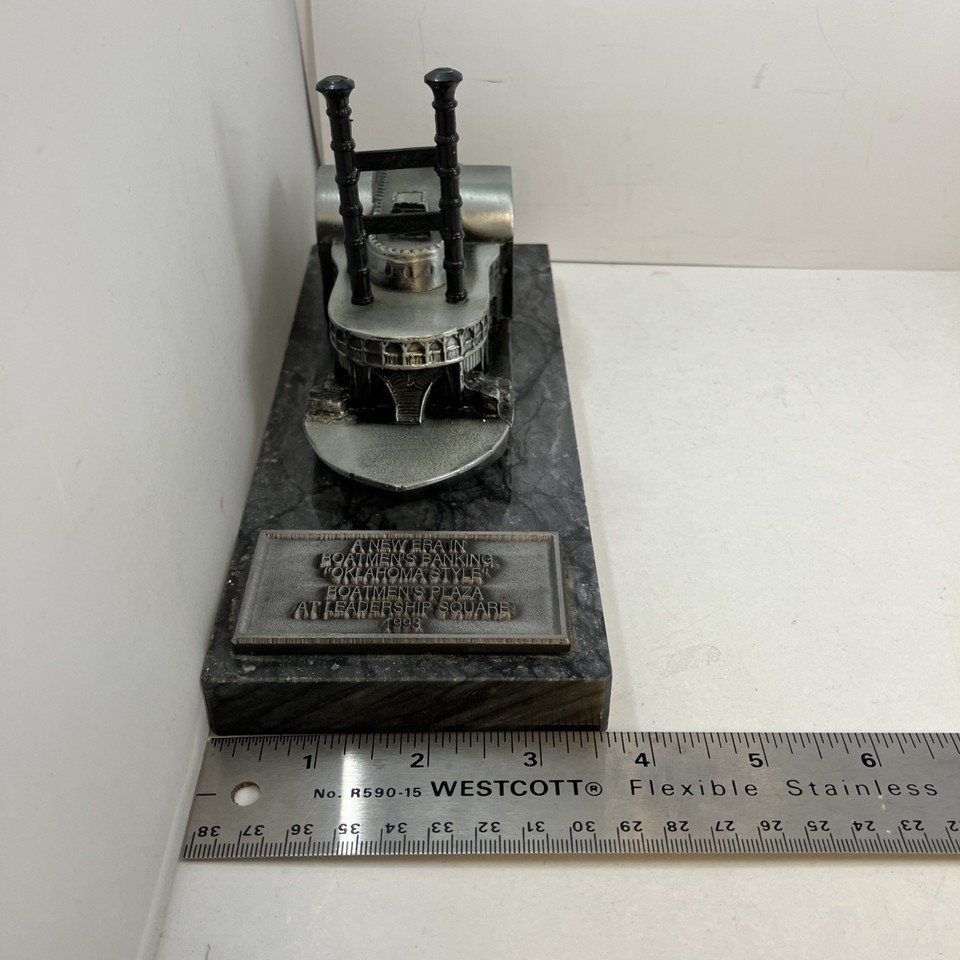 A NEW ERA IN
BOATMEN'S BANKING
"OKLAHOMA STYLE"
BOATMEN'S PLAZA
AT LEADERSHIP SQUARE
1993
1 2 3 4 5 6
No. R590-15 WESTCOTT® Flexible Stainless
38 37 36 35 34 33 32 31 30 29 28 27 26 25 24 23 22